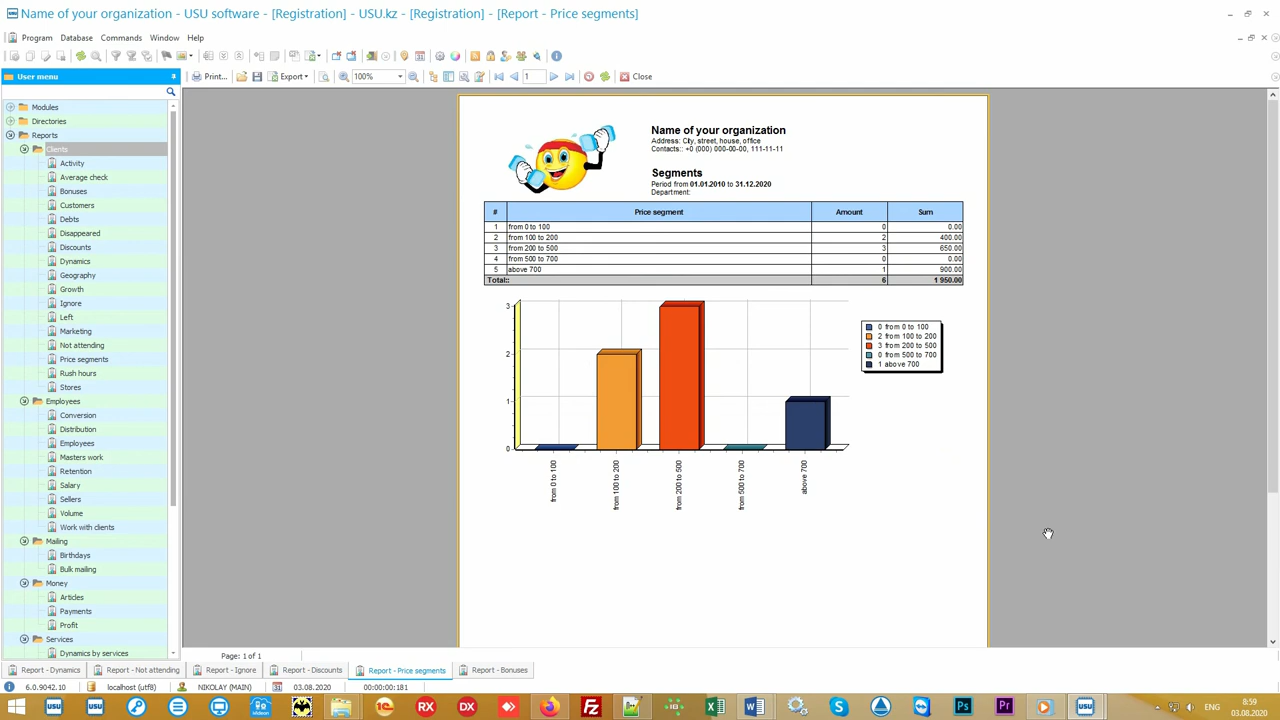 Name of your organization - USU software - [Registration] - USU.kz - [Registration] - [Report - Price segments]
Program Database Commands Window Help
Print... Export 100% 1 Close
User menu
Modules
Directories
Reports
Clients
Activity
Average check
Bonuses
Customers
Debts
Disappeared
Discounts
Dynamics
Geography
Growth
Ignore
Left
Marketing
Not attending
Price segments
Rush hours
Stores
Employees
Conversion
Distribution
Employees
Masters work
Retention
Salary
Sellers
Volume
Work with clients
Mailing
Birthdays
Bulk mailing
Money
Articles
Payments
Profit
Services
Dynamics by services
Name of your organization
Address: City, street, house, office
Contacts:: +0 (000) 000-00-00, 111-11-11
Segments
Period from 01.01.2010 to 31.12.2020
Department:
# Price segment Amount Sum
1 from 0 to 100 0 0.00
2 from 100 to 200 2 400.00
3 from 200 to 500 3 650.00
4 from 500 to 700 0 0.00
5 above 700 1 900.00
Total:: 6 1 950.00
3
2
1
0
from 0 to 100
from 100 to 200
from 200 to 500
from 500 to 700
above 700
0 from 0 to 100
2 from 100 to 200
3 from 200 to 500
0 from 500 to 700
1 above 700
Page: 1 of 1
Report - Dynamics Report - Not attending Report - Ignore Report - Discounts Report - Price segments Report - Bonuses
6.0.9042.10 localhost (utf8) NIKOLAY (MAIN) 03.08.2020 00:00:00:181
USU USU RX DX Fz Ps Pr USU ENG
8:59
03.08.2020